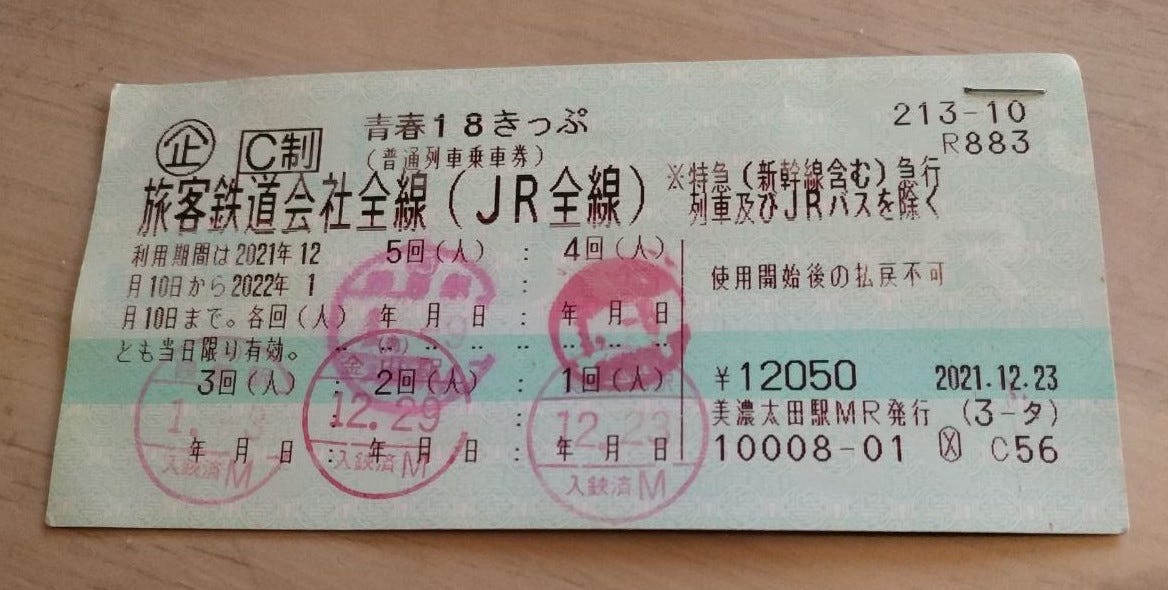 企 C制 青春18きっぷ 213-10
(普通列車乗車券) R883
旅客鉄道会社全線(JR全線) ※特急(新幹線含む)急行
列車及びJRバスを除く
利用期間は2021年12
月10日から2022年 1
月10日まで。各回(人)
とも当日限り有効。
5回(人) : 4回(人)
年 月 日 : 年 月 日
3回(人) : 2回(人) : 1回(人)
年 月 日 : 年 月 日 : 年 月 日
12.29
入鋏済M
12.23
入鋏済M
入鋏済M
使用開始後の払戻不可
¥12050 2021.12.23
美濃太田駅MR発行 (3-タ)
10008-01 ㊨ C56